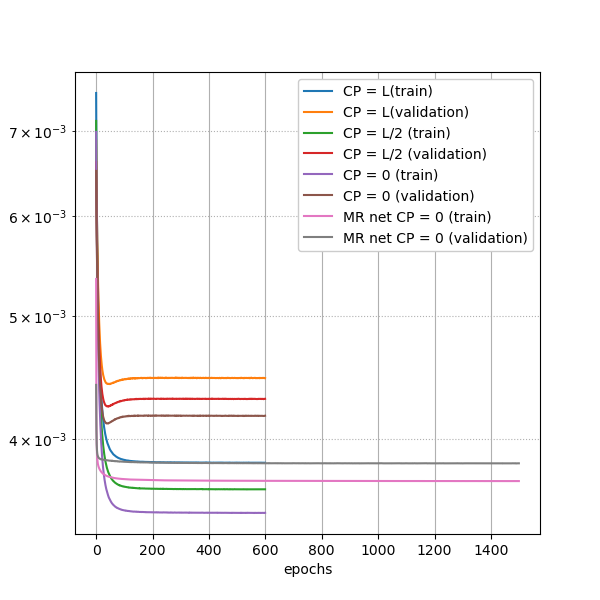 CP = L(train)
CP = L(validation)
CP = L/2 (train)
CP = L/2 (validation)
CP = 0 (train)
CP = 0 (validation)
MR net CP = 0 (train)
MR net CP = 0 (validation)
7 × 10⁻³
6 × 10⁻³
5 × 10⁻³
4 × 10⁻³
0 200 400 600 800 1000 1200 1400
epochs